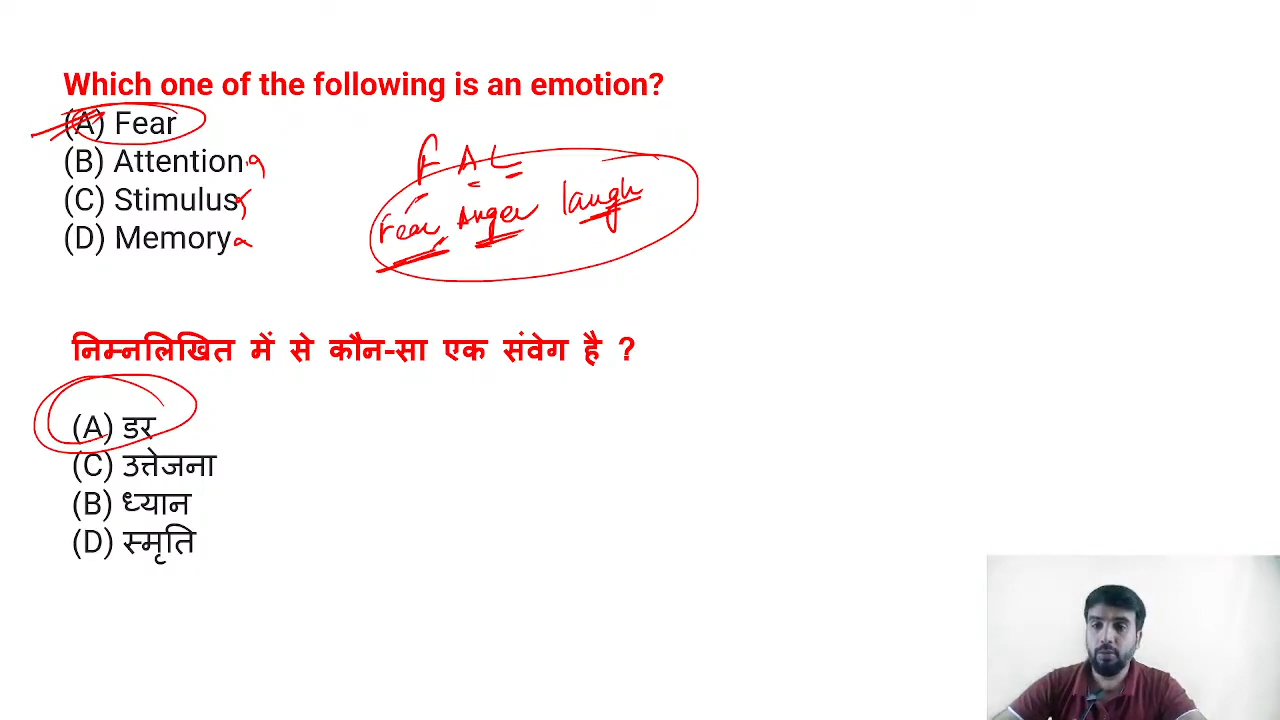 Which one of the following is an emotion?
(A) Fear
(B) Attention
(C) Stimulus
(D) Memory
F A L
Fear Anger laugh
निम्नलिखित में से कौन-सा एक संवेग है ?
(A) डर
(C) उत्तेजना
(B) ध्यान
(D) स्मृति